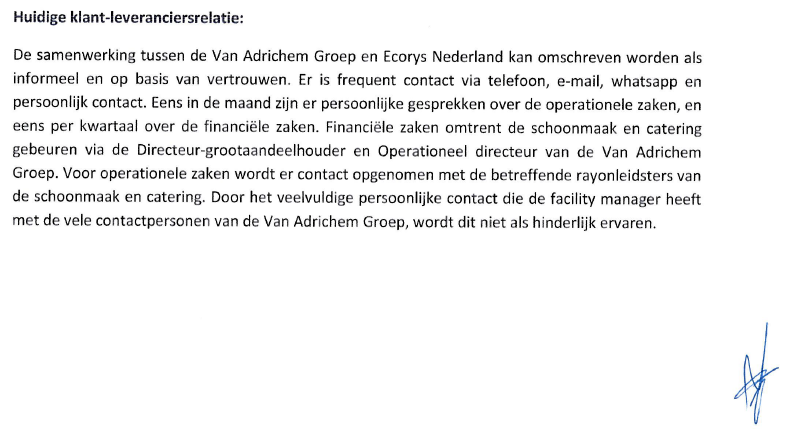 Huidige klant-leveranciersrelatie:
De samenwerking tussen de Van Adrichem Groep en Ecorys Nederland kan omschreven worden als
informeel en op basis van vertrouwen. Er is frequent contact via telefoon, e-mail, whatsapp en
persoonlijk contact. Eens in de maand zijn er persoonlijke gesprekken over de operationele zaken, en
eens per kwartaal over de financiële zaken. Financiële zaken omtrent de schoonmaak en catering
gebeuren via de Directeur-grootaandeelhouder en Operationeel directeur van de Van Adrichem
Groep. Voor operationele zaken wordt er contact opgenomen met de betreffende rayonleidsters van
de schoonmaak en catering. Door het veelvuldige persoonlijke contact die de facility manager heeft
met de vele contactpersonen van de Van Adrichem Groep, wordt dit niet als hinderlijk ervaren.